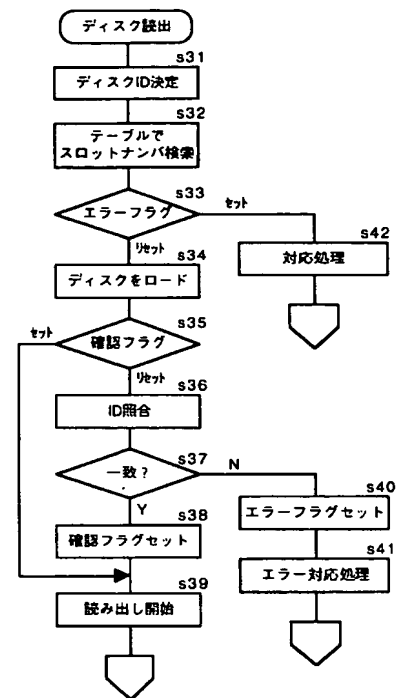 ディスク読出
s31
ディスクID決定
s32
テーブルで
スロットナンバ検索
s33
エラーフラグ
セット
リセット
s34
ディスクをロード
s42
対応処理
s35
確認フラグ
セット
リセット
s36
ID照合
s37
一致?
N
Y
s38
確認フラグセット
s40
エラーフラグセット
s41
エラー対応処理
s39
読み出し開始